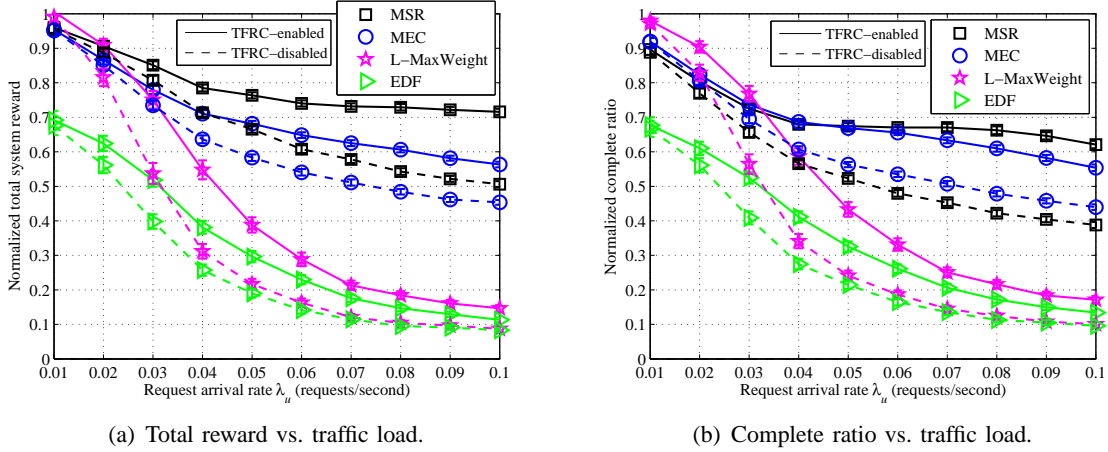 TFRC−enabled
TFRC−disabled
MSR
MEC
L−MaxWeight
EDF
1
0.9
0.8
0.7
0.6
0.5
0.4
0.3
0.2
0.1
0
Normalized total system reward
0.01 0.02 0.03 0.04 0.05 0.06 0.07 0.08 0.09 0.1
Request arrival rate λu (requests/second)
(a) Total reward vs. traffic load.
TFRC−enabled
TFRC−disabled
MSR
MEC
L−MaxWeight
EDF
1
0.9
0.8
0.7
0.6
0.5
0.4
0.3
0.2
0.1
0
Normalized complete ratio
0.01 0.02 0.03 0.04 0.05 0.06 0.07 0.08 0.09 0.1
Request arrival rate λu (requests/second)
(b) Complete ratio vs. traffic load.